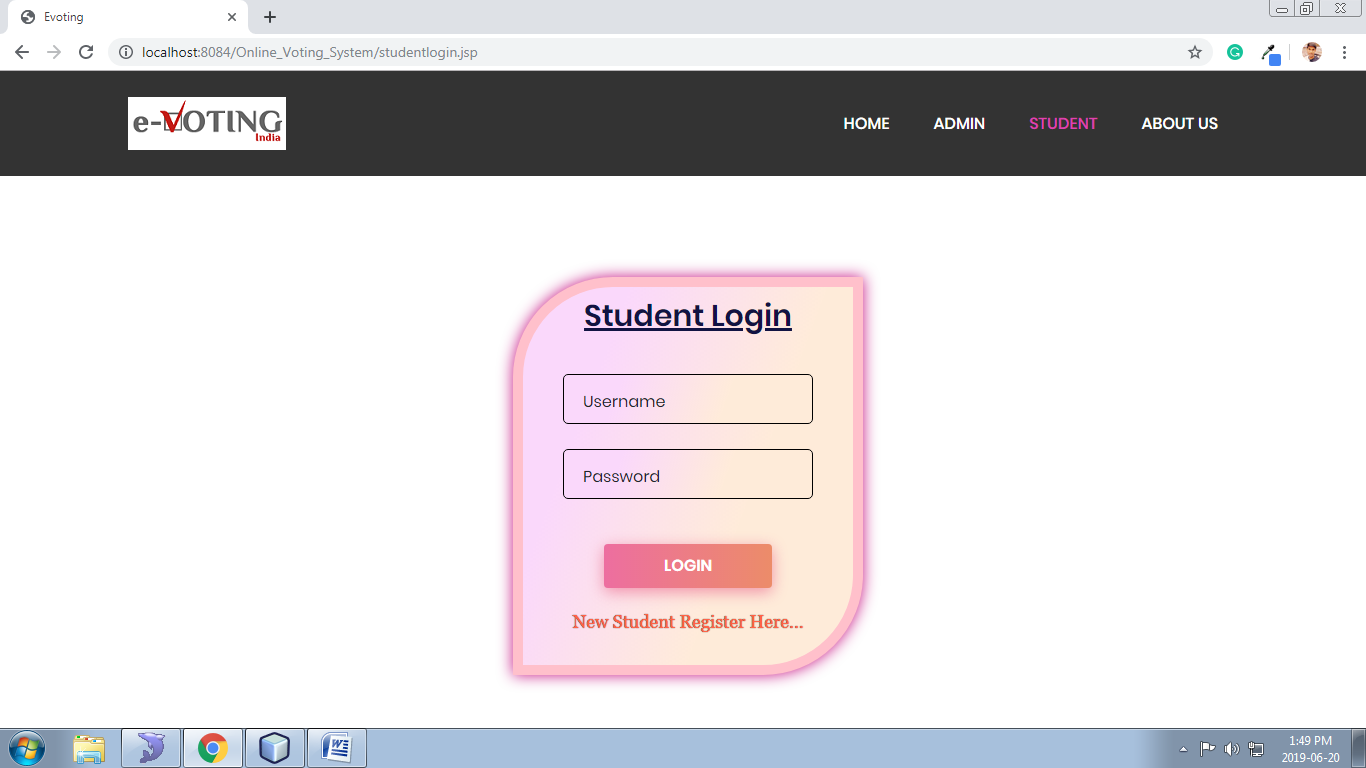 Evoting
localhost:8084/Online_Voting_System/studentlogin.jsp
e-VOTING
India
HOME ADMIN STUDENT ABOUT US
Student Login
Username
Password
LOGIN
New Student Register Here...
1:49 PM
2019-06-20